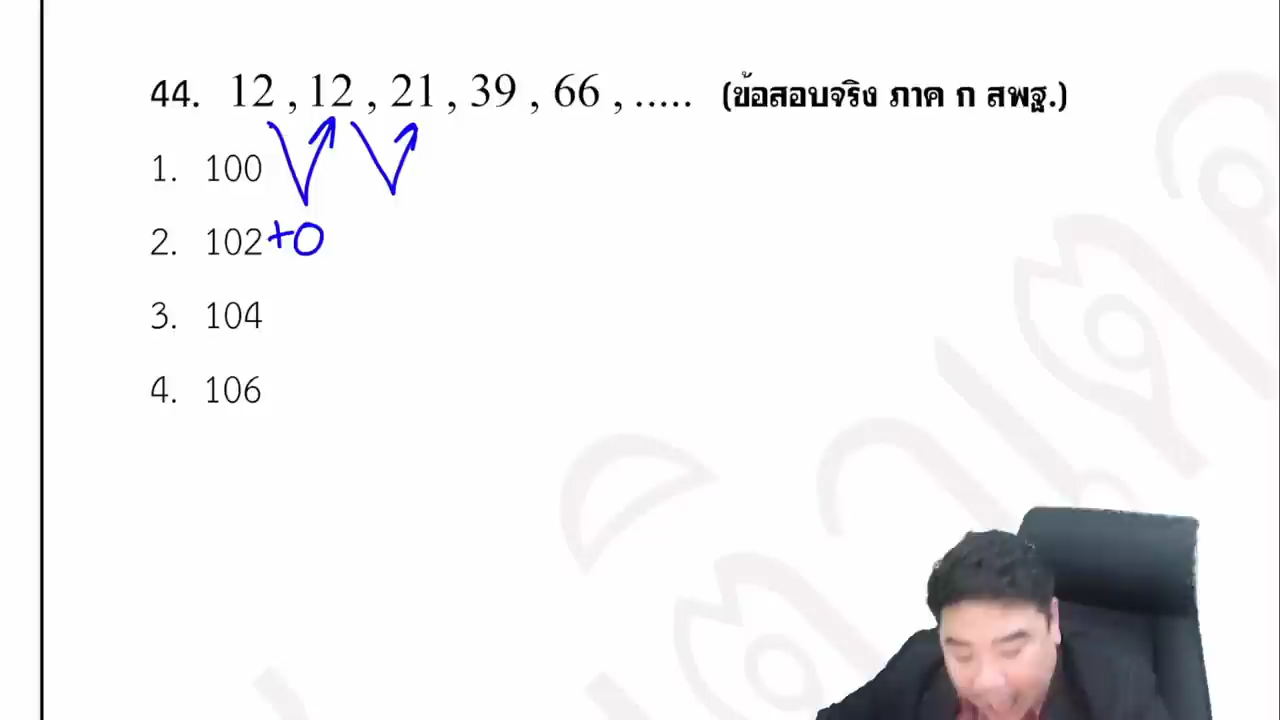 44. 12 , 12 , 21 , 39 , 66 , ..... (ข้อสอบจริง ภาค ก สพฐ.)
1. 100
2. 102 +0
3. 104
4. 106